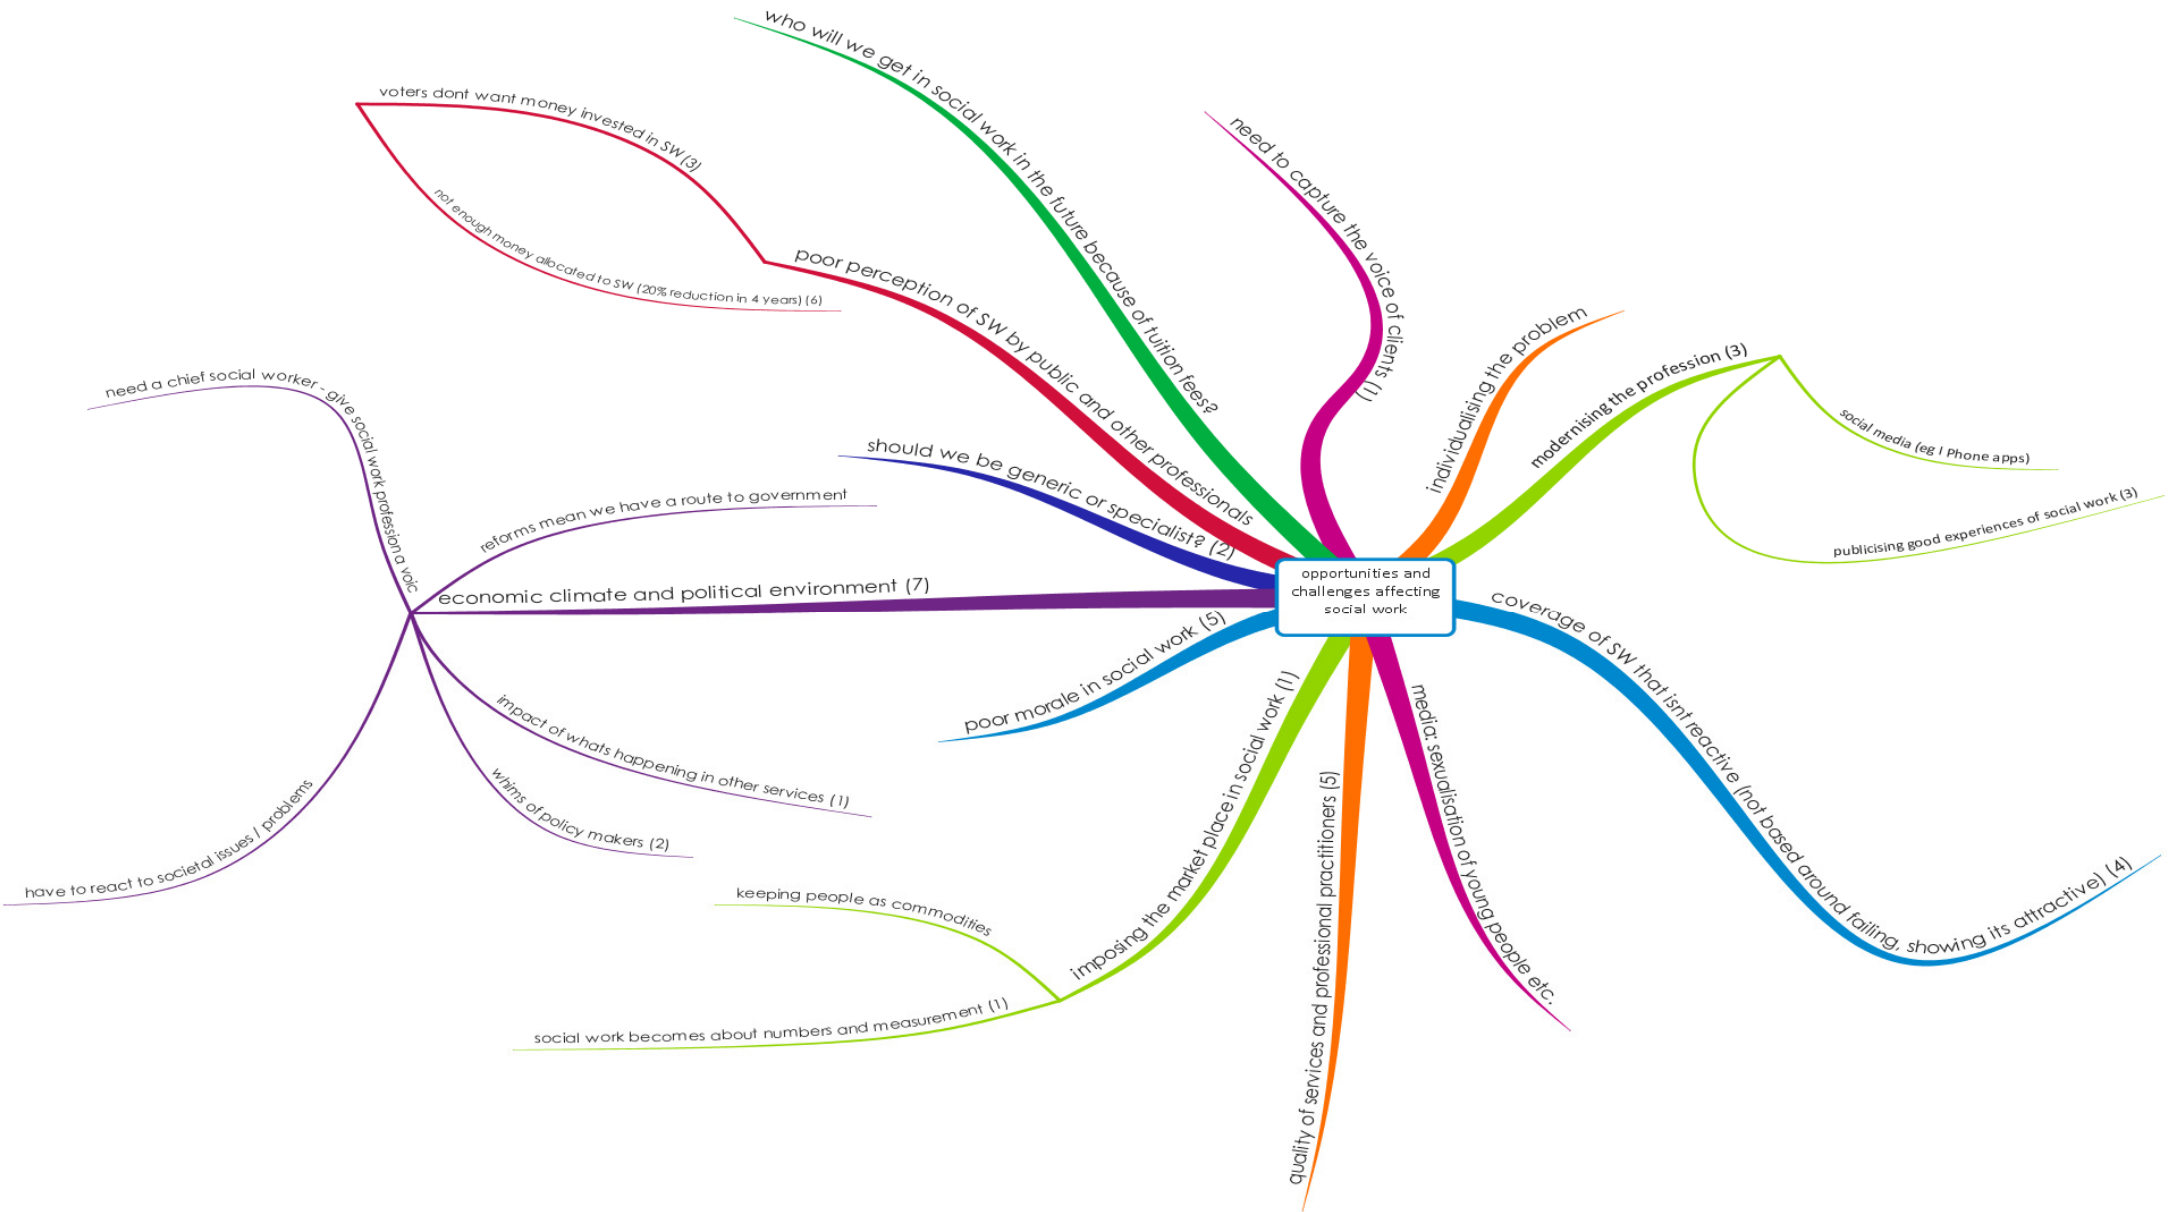 who will we get in social work in the future because of tuition fees?
voters dont want money invested in SW (3)
not enough money allocated to SW (20% reduction in 4 years) (6)
poor perception of SW by public and other professionals
need to capture the voice of clients (1)
individualising the problem
modernising the profession (3)
social media (eg I Phone apps)
publicising good experiences of social work (3)
need a chief social worker - give social work profession a voic
should we be generic or specialist? (2)
reforms mean we have a route to government
economic climate and political environment (7)
opportunities and
challenges affecting
social work
coverage of SW that isnt reactive (not based around failing, showing its attractive) (4)
poor morale in social work (5)
impact of whats happening in other services (1)
whims of policy makers (2)
have to react to societal issues / problems
imposing the market place in social work (1)
keeping people as commodities
social work becomes about numbers and measurement (1)
quality of services and professional practitioners (5)
media: sexualisation of young people etc.